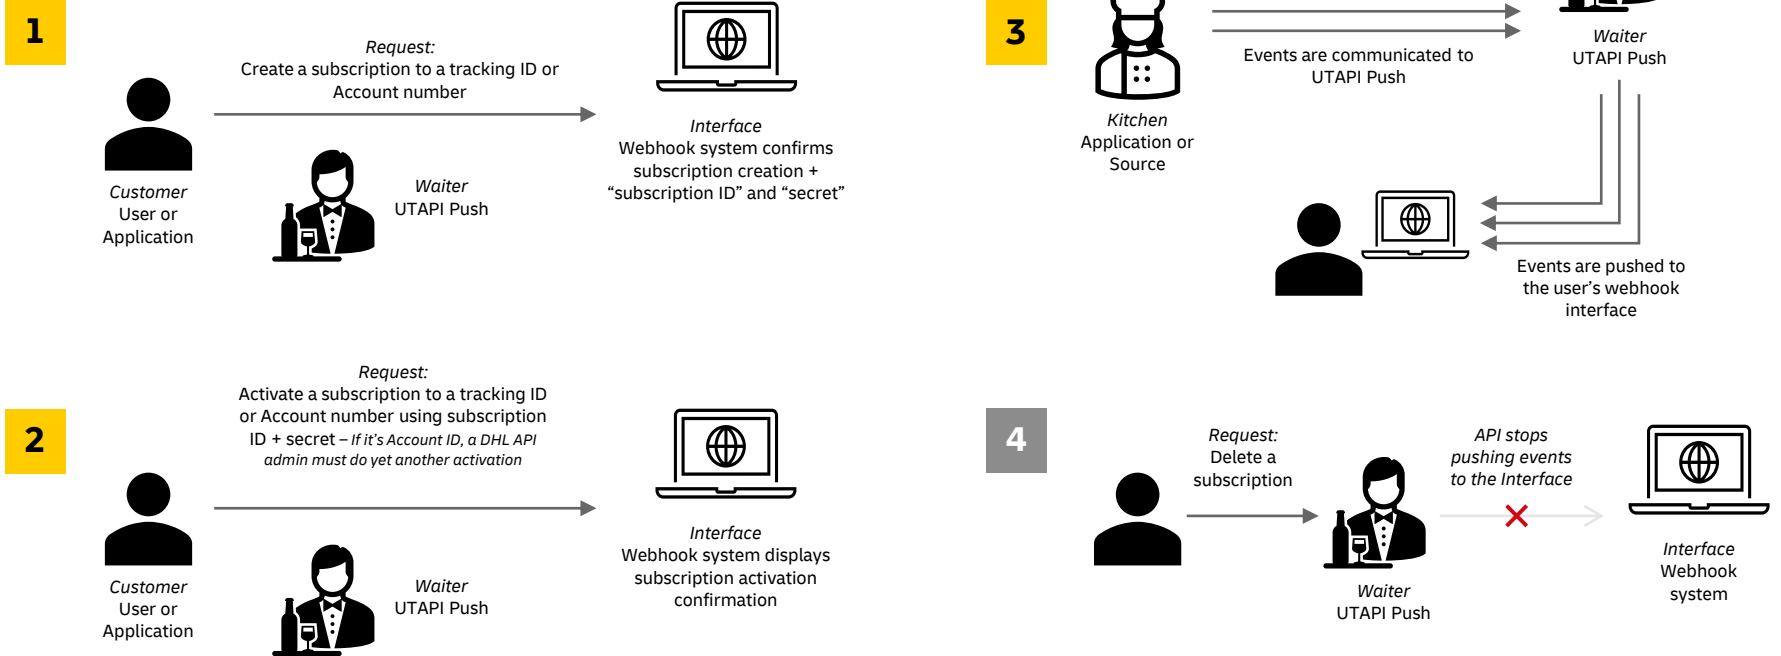 1
Request:
Create a subscription to a tracking ID or
Account number
Customer
User or
Application
Waiter
UTAPI Push
Interface
Webhook system confirms
subscription creation +
“subscription ID” and “secret”
2
Request:
Activate a subscription to a tracking ID
or Account number using subscription
ID + secret – If it’s Account ID, a DHL API
admin must do yet another activation
Customer
User or
Application
Waiter
UTAPI Push
Interface
Webhook system displays
subscription activation
confirmation
3
Kitchen
Application or
Source
Events are communicated to
UTAPI Push
Waiter
UTAPI Push
Events are pushed to
the user’s webhook
interface
4
Request:
Delete a
subscription
Waiter
UTAPI Push
API stops
pushing events
to the Interface
Interface
Webhook
system